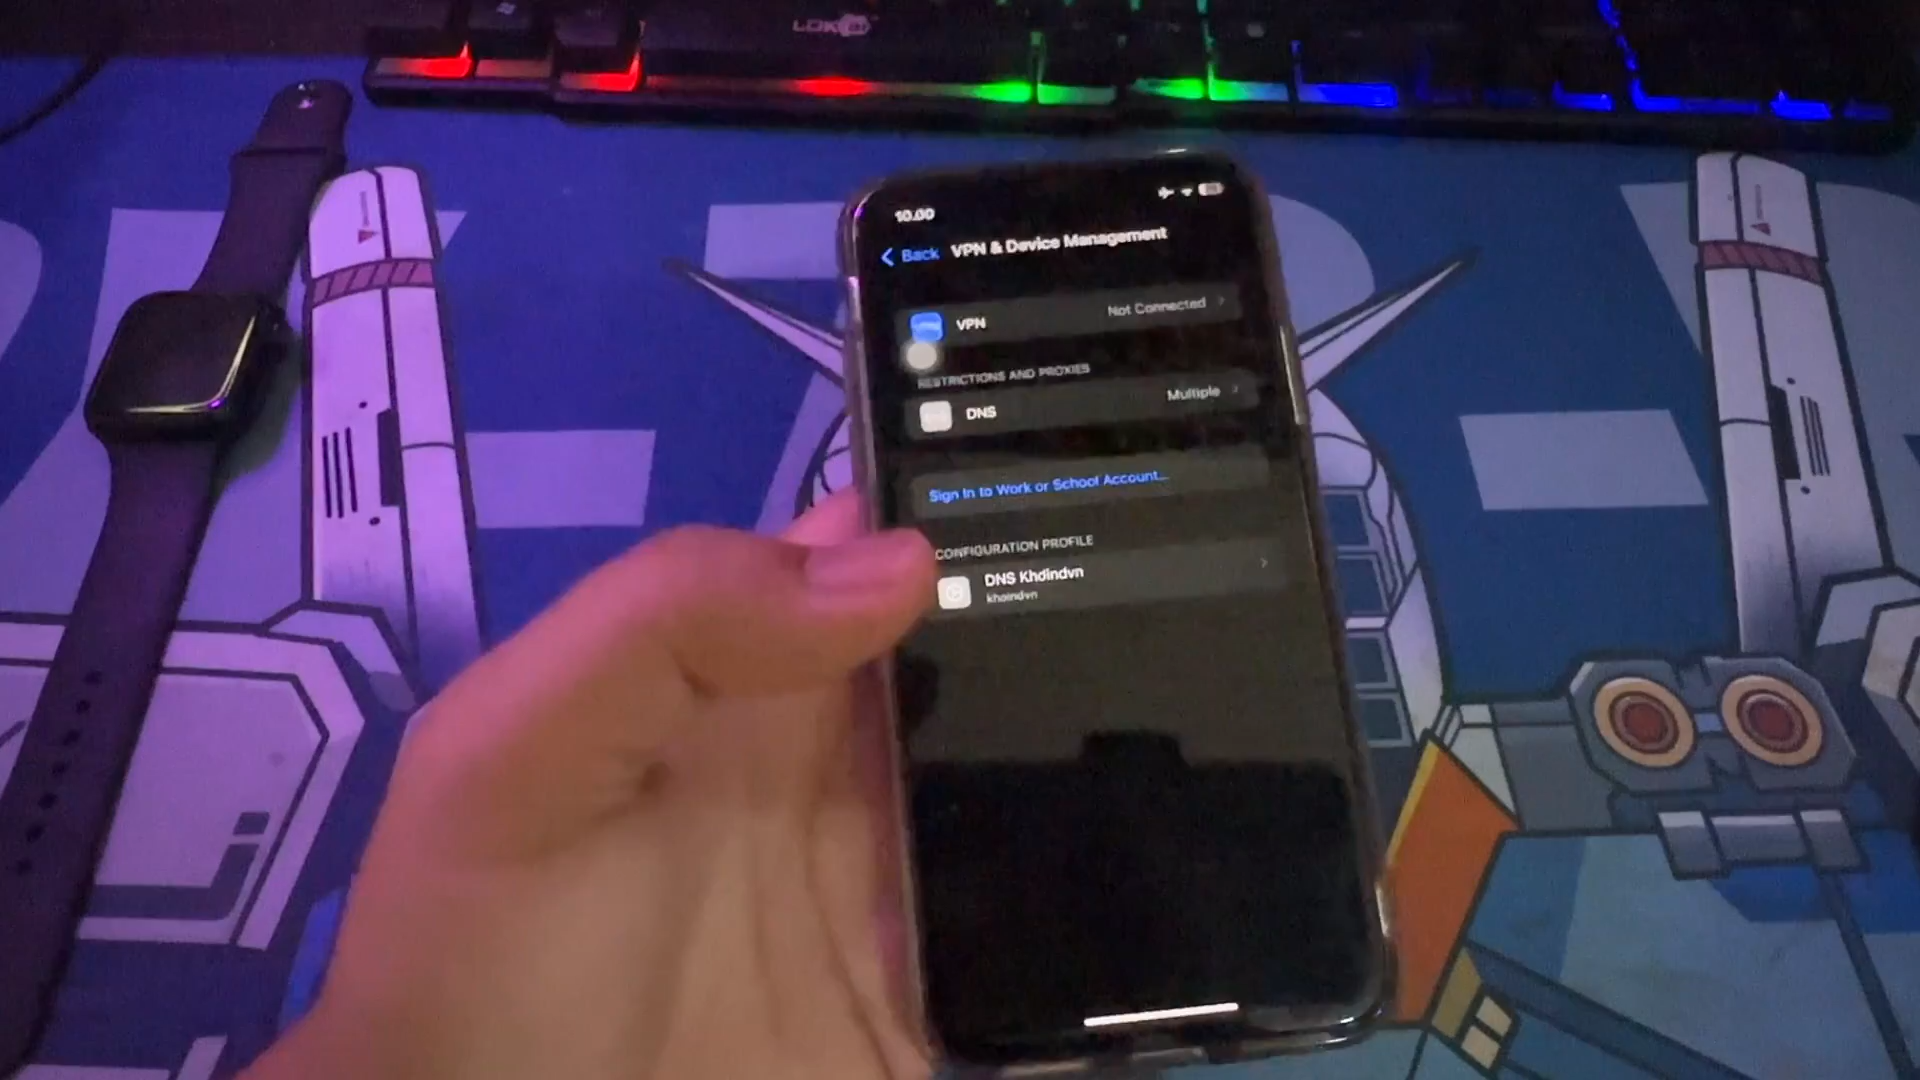 10.00
Back VPN & Device Management
VPN Not Connected
RESTRICTIONS AND PROXIES
DNS Multiple
Sign In to Work or School Account...
CONFIGURATION PROFILE
DNS Khoindvn
khoindvn